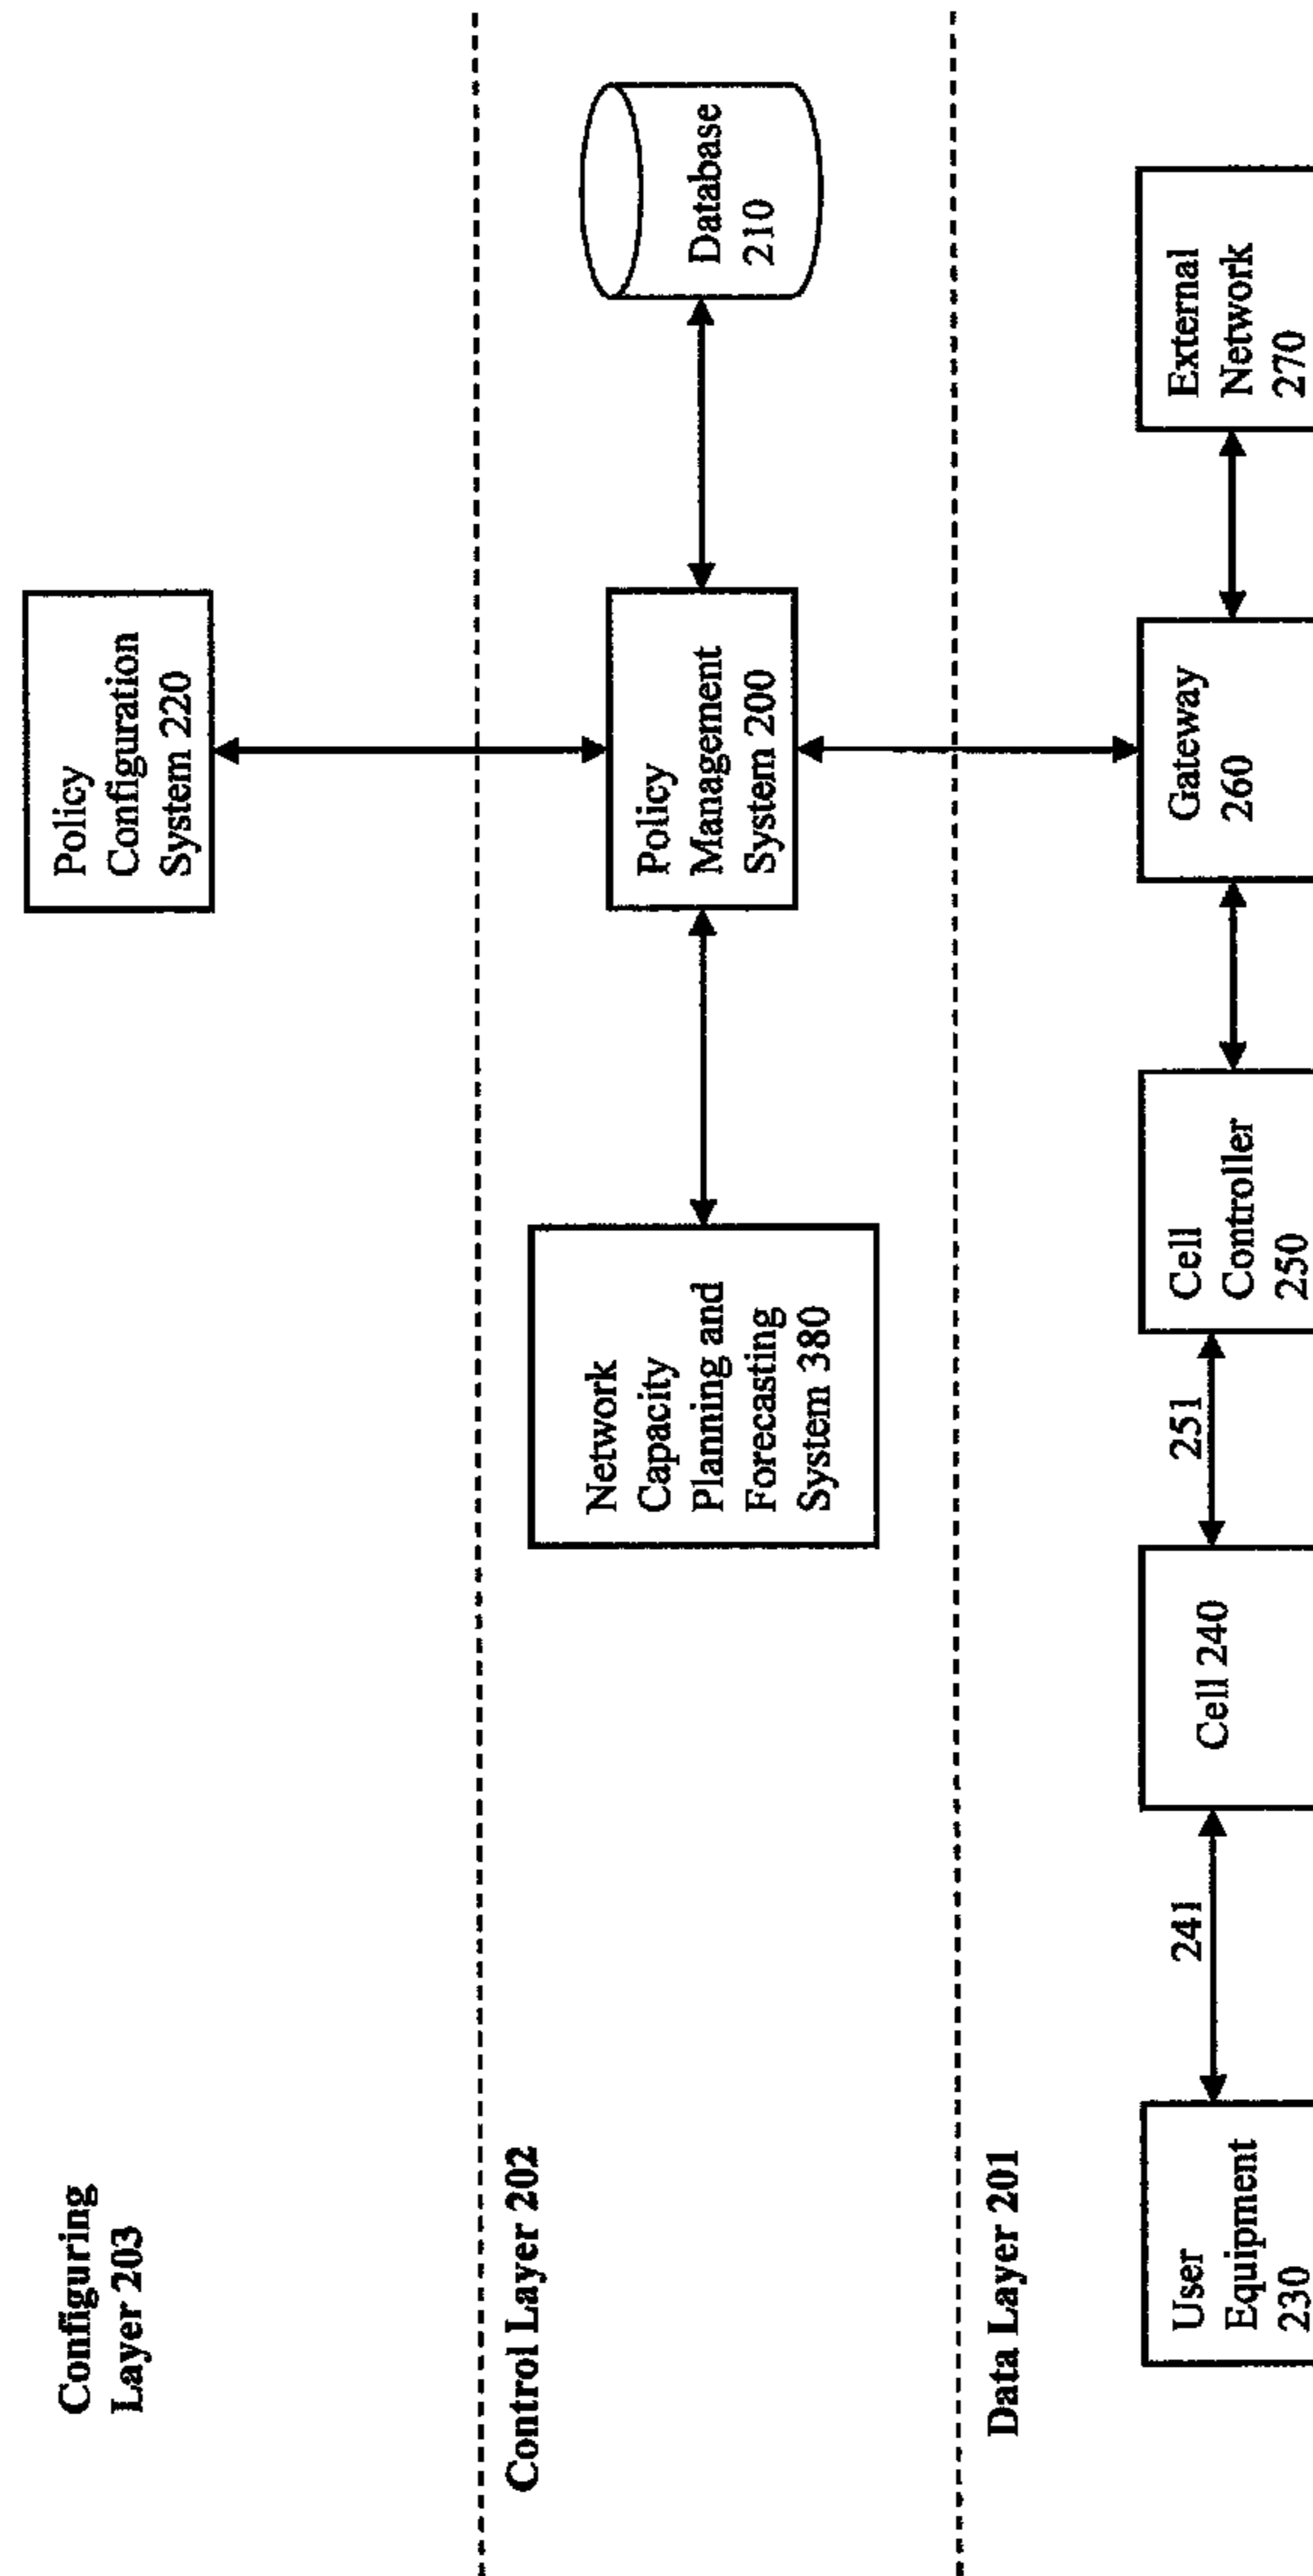 Configuring
Layer 203
Policy
Configuration
System 220
Control Layer 202
Network
Capacity
Planning and
Forecasting
System 380
Policy
Management
System 200
Database
210
Data Layer 201
User
Equipment
230
241
Cell 240
251
Cell
Controller
250
Gateway
260
External
Network
270